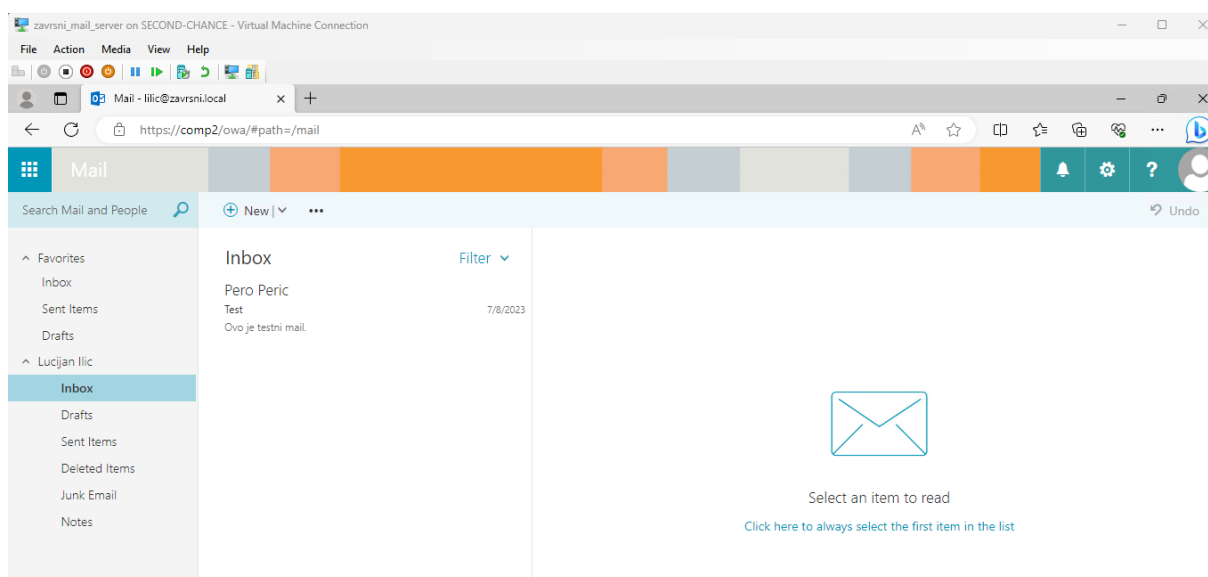 zavrsni_mail_server on SECOND-CHANCE - Virtual Machine Connection
File Action Media View Help
Mail - lilic@zavrsni.local
https://comp2/owa/#path=/mail
Mail
?
Search Mail and People
New
Undo
Favorites
Inbox
Sent Items
Drafts
Lucijan Ilic
Inbox
Drafts
Sent Items
Deleted Items
Junk Email
Notes
Inbox Filter
Pero Peric
Test 7/8/2023
Ovo je testni mail.
Select an item to read
Click here to always select the first item in the list